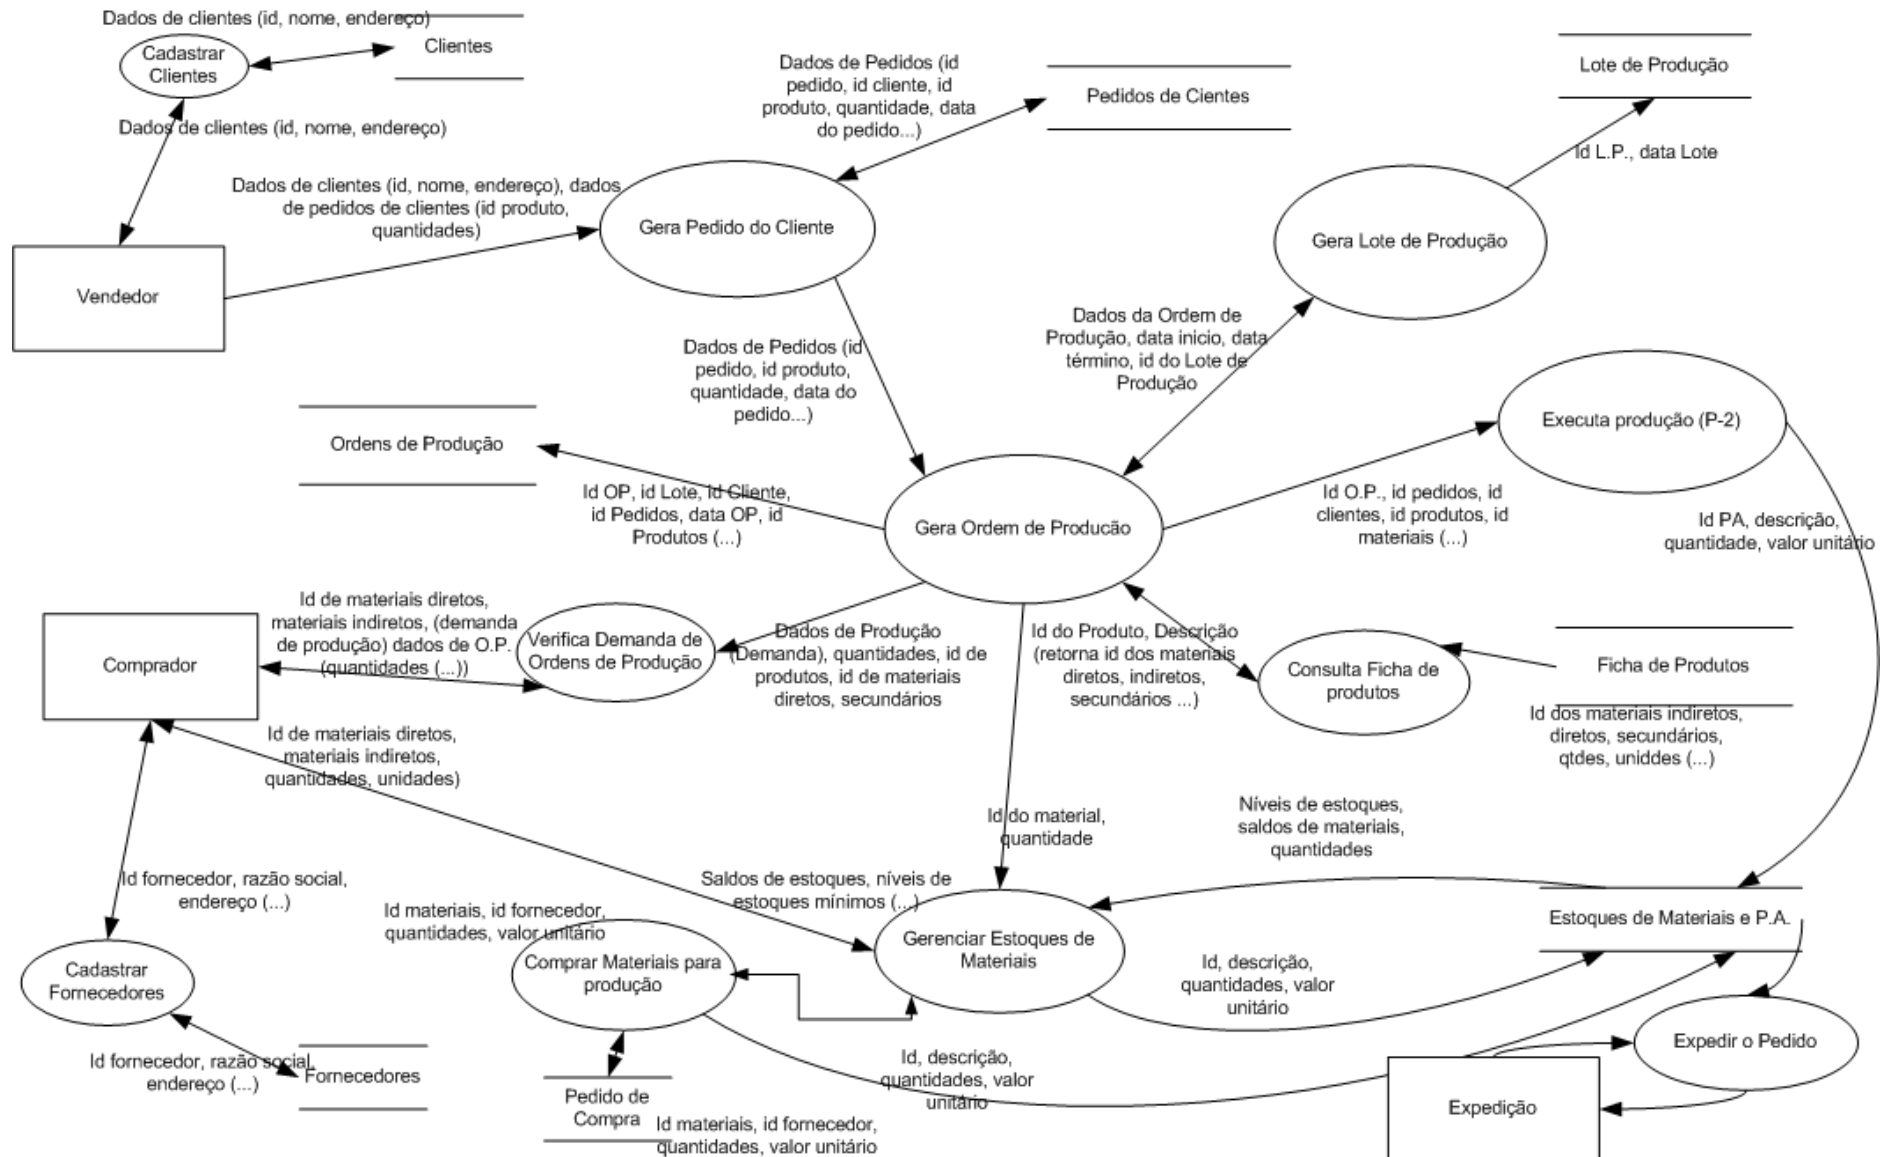 Dados de clientes (id, nome, endereço)
Cadastrar
Clientes
Clientes
Dados de clientes (id, nome, endereço)
Dados de Pedidos (id
pedido, id cliente, id
produto, quantidade, data
do pedido...)
Pedidos de Cientes
Lote de Produção
Id L.P., data Lote
Dados de clientes (id, nome, endereço), dados
de pedidos de clientes (id produto,
quantidades)
Gera Pedido do Cliente
Gera Lote de Produção
Vendedor
Dados da Ordem de
Produção, data inicio, data
término, id do Lote de
Produção
Dados de Pedidos (id
pedido, id produto,
quantidade, data do
pedido...)
Executa produção (P-2)
Ordens de Produção
Id OP, id Lote, id Cliente,
id Pedidos, data OP, id
Produtos (...)
Gera Ordem de Producão
Id O.P., id pedidos, id
clientes, id produtos, id
materiais (...)
Id PA, descrição,
quantidade, valor unitário
Id de materiais diretos,
materiais indiretos, (demanda
de produção) dados de O.P.
(quantidades (...))
Comprador
Verifica Demanda de
Ordens de Produção
Dados de Produção
(Demanda), quantidades, id de
produtos, id de materiais
diretos, secundários
Id do Produto, Descrição
(retorna id dos materiais
diretos, indiretos,
secundários ...)
Consulta Ficha de
produtos
Ficha de Produtos
Id dos materiais indiretos,
diretos, secundários,
qtdes, uniddes (...)
Id de materiais diretos,
materiais indiretos,
quantidades, unidades)
Id do material,
quantidade
Níveis de estoques,
saldos de materiais,
quantidades
Id fornecedor, razão social,
endereço (...)
Saldos de estoques, níveis de
estoques mínimos (...)
Id materiais, id fornecedor,
quantidades, valor unitário
Estoques de Materiais e P.A.
Gerenciar Estoques de
Materiais
Cadastrar
Fornecedores
Comprar Materiais para
produção
Id, descrição,
quantidades, valor
unitário
Expedir o Pedido
Id fornecedor, razão social,
endereço (...)
Fornecedores
Id, descrição,
quantidades, valor
unitário
Pedido de
Compra
Expedição
Id materiais, id fornecedor,
quantidades, valor unitário